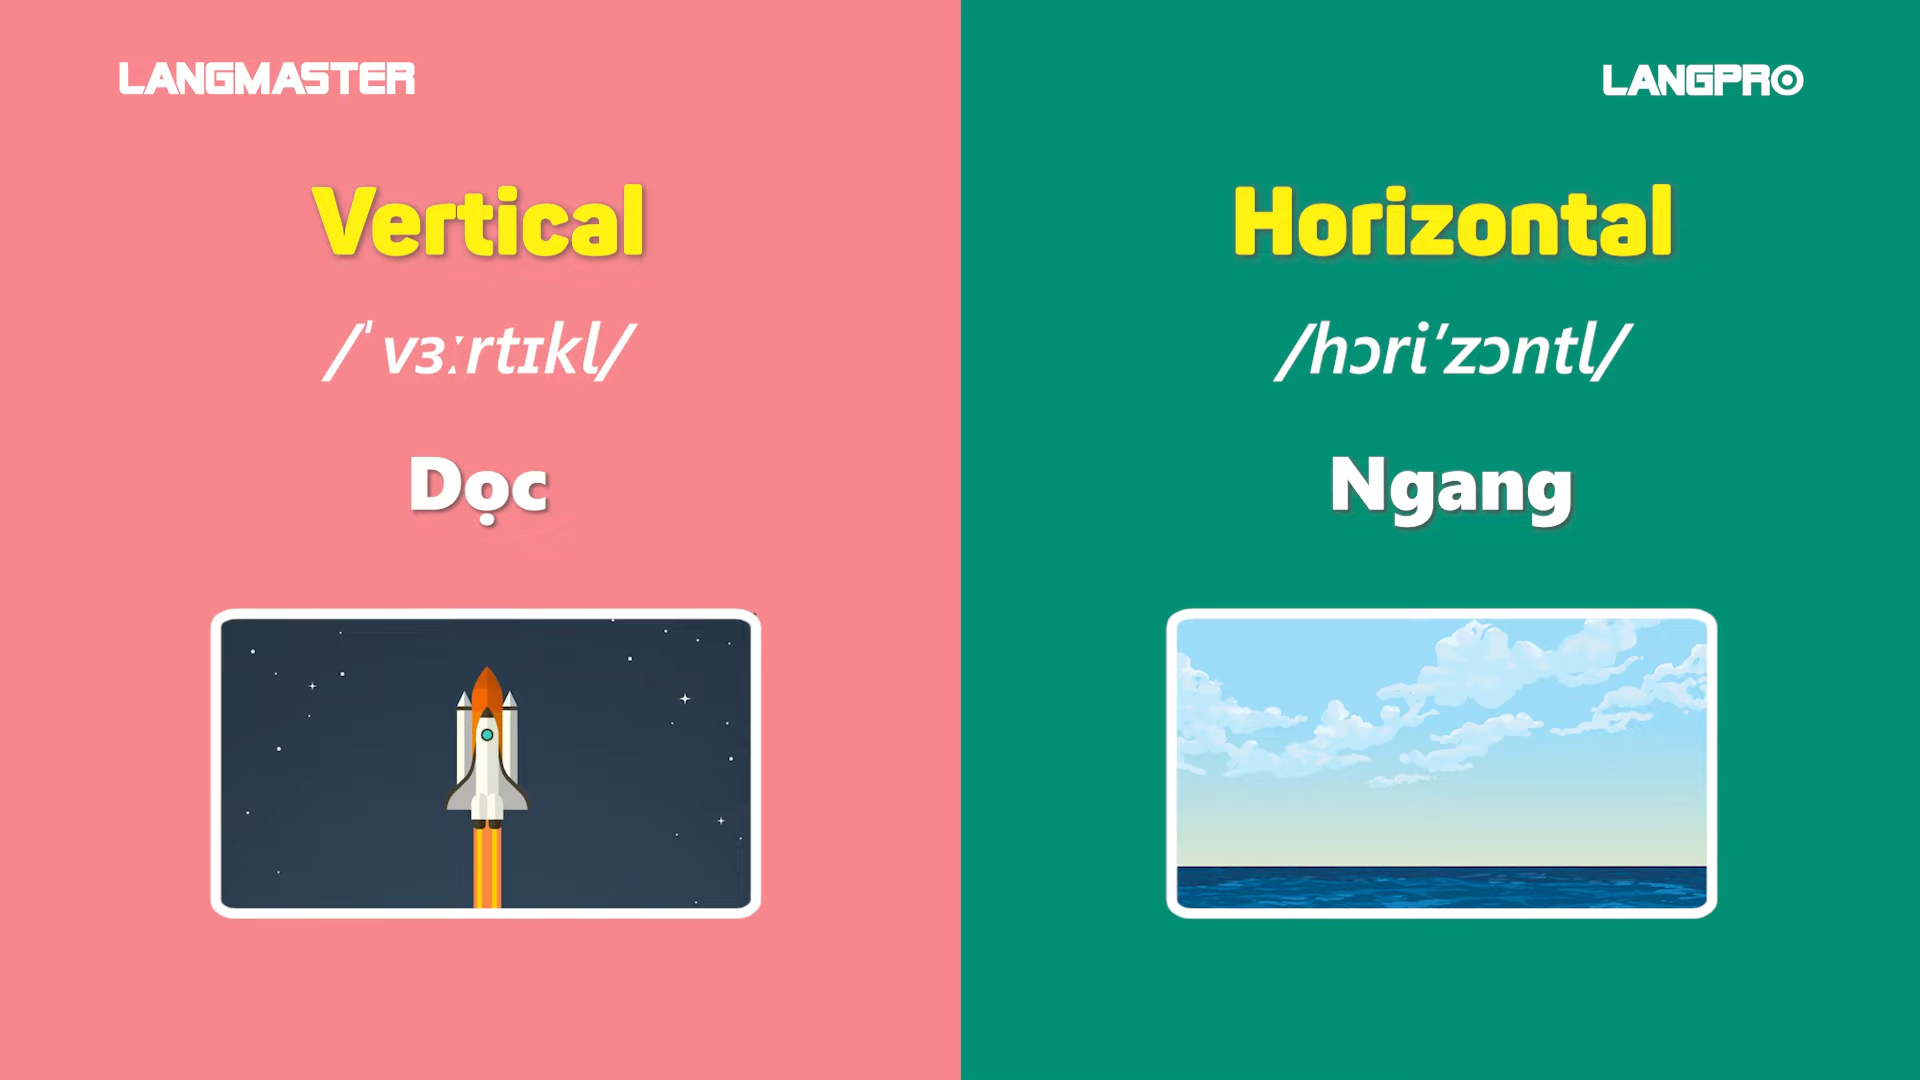 LANGMASTER
LANGPRO
Vertical
/ˈvɜːrtɪkl/
Dọc
Horizontal
/hɔriˈzɔntl/
Ngang